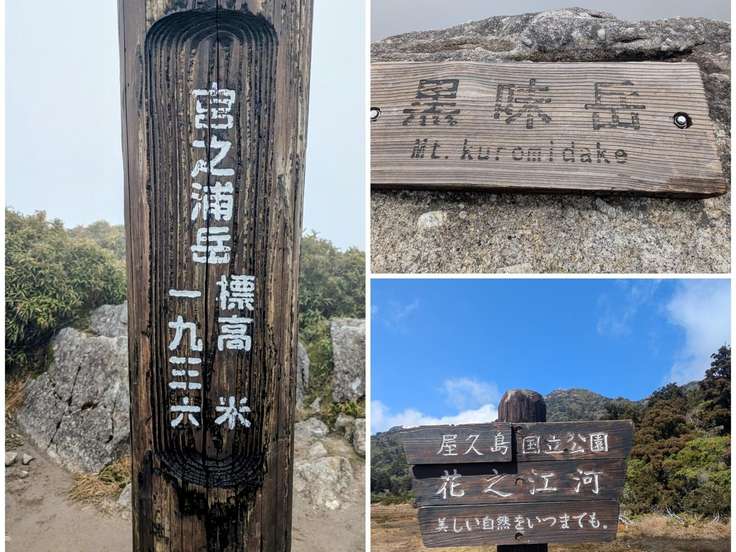 宮之浦岳
標高 米
一九三六
黒味岳
Mt. kuromidake
屋久島国立公園
花之江河
美しい自然をいつまでも。